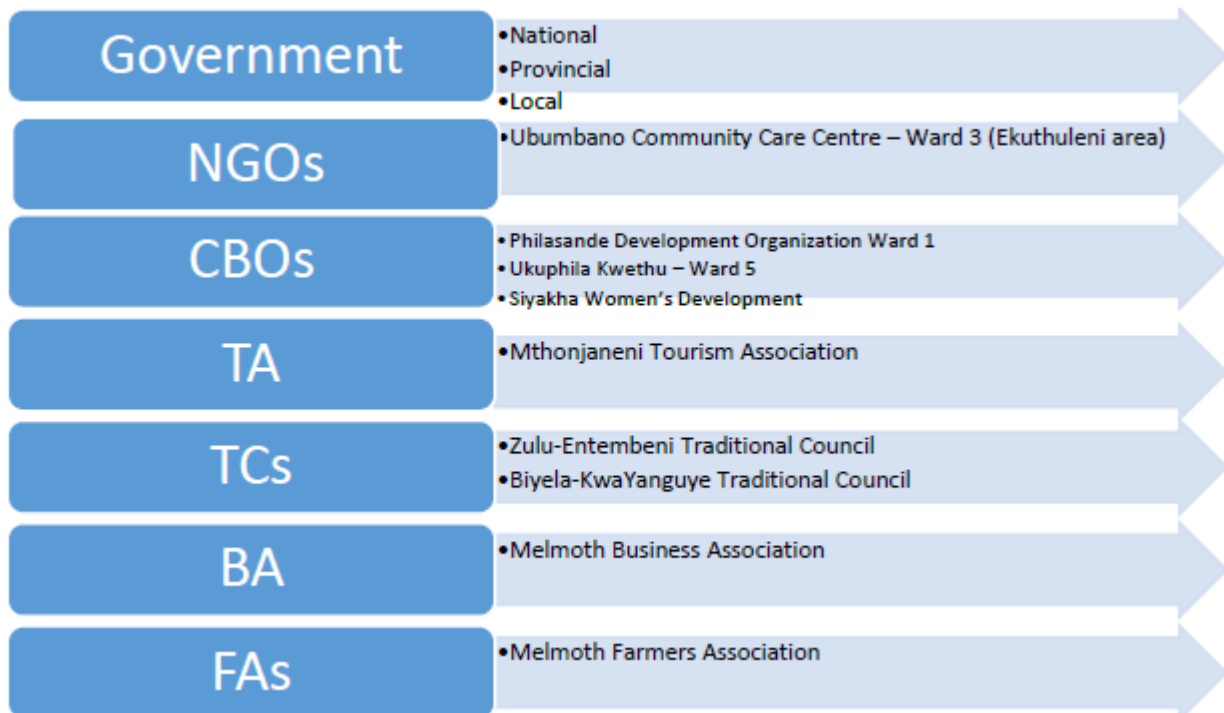 Government
•National
•Provincial
•Local
NGOs
•Ubumbano Community Care Centre – Ward 3 (Ekuthuleni area)
CBOs
•Philasande Development Organization Ward 1
•Ukuphila Kwethu – Ward 5
•Siyakha Women’s Development
TA
•Mthonjaneni Tourism Association
TCs
•Zulu-Entembeni Traditional Council
•Biyela-KwaYanguye Traditional Council
BA
•Melmoth Business Association
FAs
•Melmoth Farmers Association